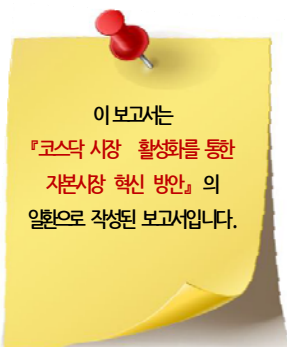 이 보고서는
『코스닥 시장 활성화를 통한
자본시장 혁신 방안』 의
일환으로 작성된 보고서입니다.